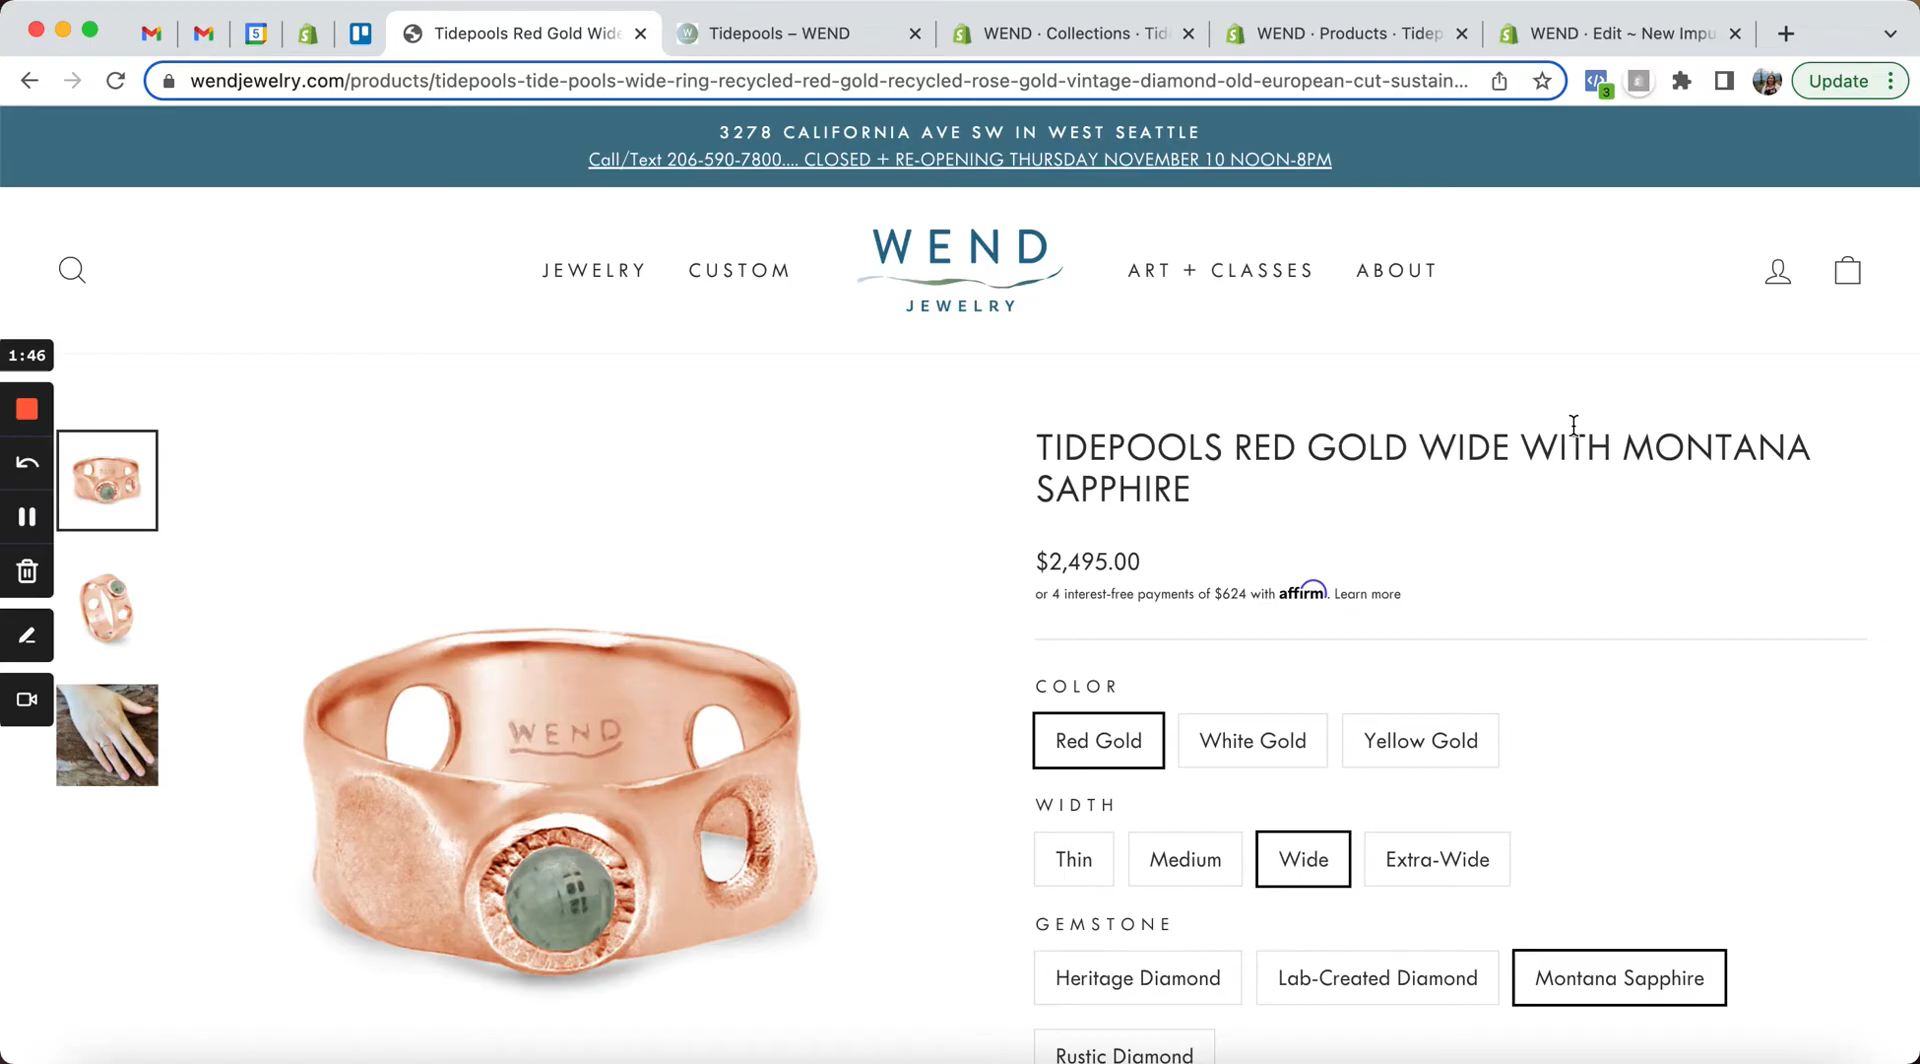 Tidepools Red Gold Wide
Tidepools – WEND
WEND · Collections · Tid
WEND · Products · Tidep
WEND · Edit ~ New Impu
wendjewelry.com/products/tidepools-tide-pools-wide-ring-recycled-red-gold-recycled-rose-gold-vintage-diamond-old-european-cut-sustain...
3
Update
3278 CALIFORNIA AVE SW IN WEST SEATTLE
Call/Text 206-590-7800.... CLOSED + RE-OPENING THURSDAY NOVEMBER 10 NOON-8PM
JEWELRY
CUSTOM
WEND
JEWELRY
ART + CLASSES
ABOUT
1:46
TIDEPOOLS RED GOLD WIDE WITH MONTANA
SAPPHIRE
$2,495.00
or 4 interest-free payments of $624 with affirm. Learn more
COLOR
Red Gold
White Gold
Yellow Gold
WIDTH
Thin
Medium
Wide
Extra-Wide
GEMSTONE
Heritage Diamond
Lab-Created Diamond
Montana Sapphire
Rustic Diamond
WEND